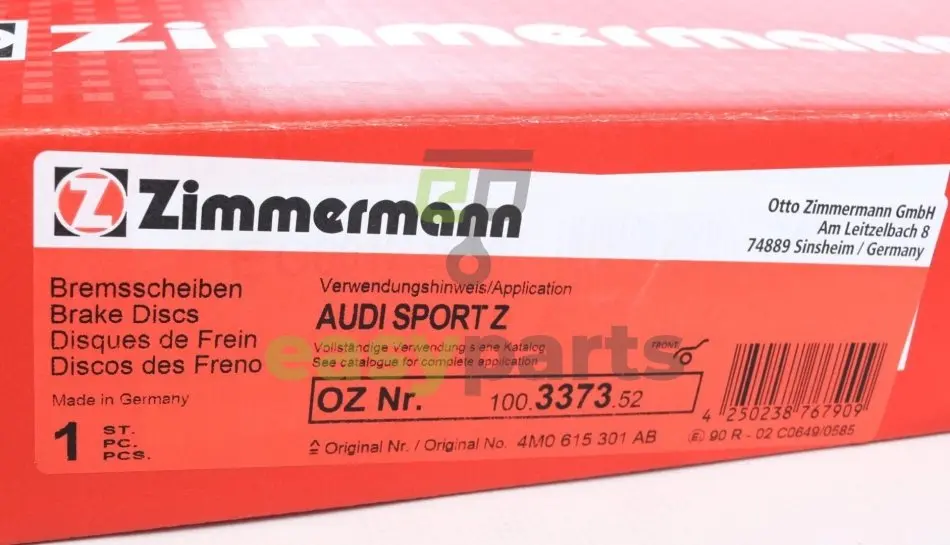 Zimmermann
Z Zimmermann
Otto Zimmermann GmbH
Am Leitzelbach 8
74889 Sinsheim / Germany
Bremsscheiben
Brake Discs
Disques de Frein
Discos des Freno
Made in Germany
1 ST.
PC.
PCS.
Verwendungshinweis/Application
AUDI SPORT Z
Vollständige Verwendung siehe Katalog
See catalogue for complete application
easyparts
FRONT
OZ Nr. 100.3373.52
≙ Original Nr. / Original No. 4M0 615 301 AB
4 250238 767909
E1 90 R - 02 C0649/0585